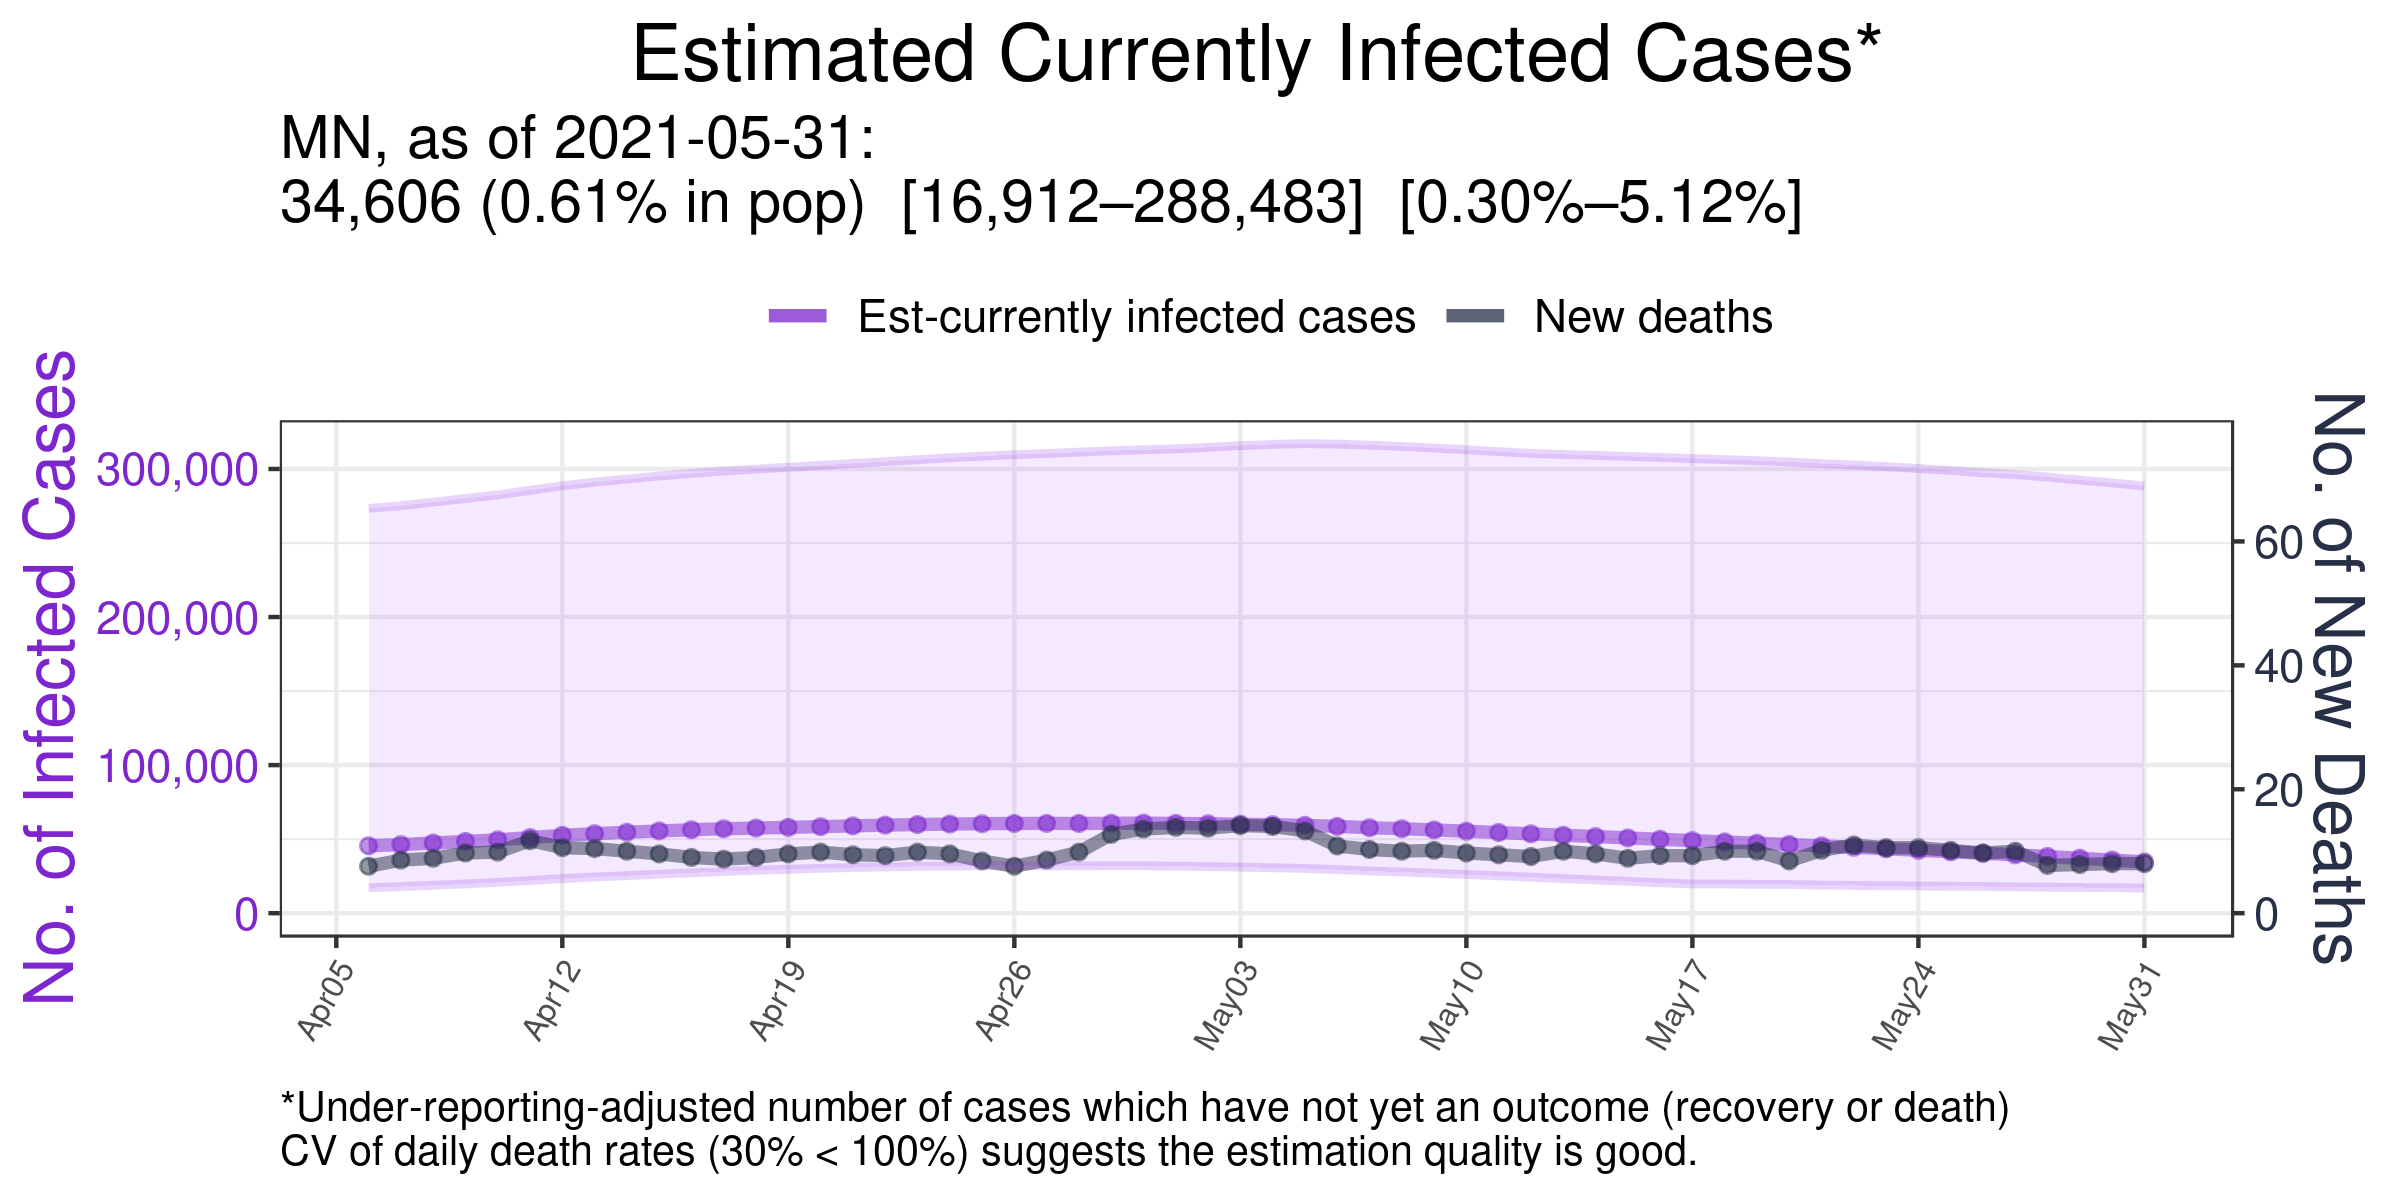 Estimated Currently Infected Cases*
MN, as of 2021-05-31:
34,606 (0.61% in pop)  [16,912–288,483]  [0.30%–5.12%]
Est-currently infected cases
New deaths
No. of Infected Cases
300,000
200,000
100,000
0
No. of New Deaths
60
40
20
0
Apr05
Apr12
Apr19
Apr26
May03
May10
May17
May24
May31
*Under-reporting-adjusted number of cases which have not yet an outcome (recovery or death)
CV of daily death rates (30% < 100%) suggests the estimation quality is good.